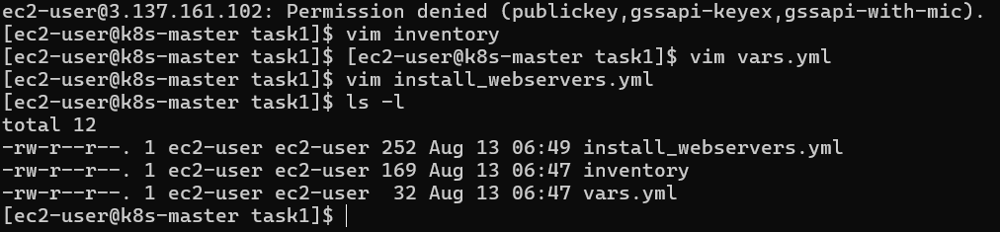 ec2-user@3.137.161.102: Permission denied (publickey,gssapi-keyex,gssapi-with-mic).
[ec2-user@k8s-master task1]$ vim inventory
[ec2-user@k8s-master task1]$ [ec2-user@k8s-master task1]$ vim vars.yml
[ec2-user@k8s-master task1]$ vim install_webservers.yml
[ec2-user@k8s-master task1]$ ls -l
total 12
-rw-r--r--. 1 ec2-user ec2-user 252 Aug 13 06:49 install_webservers.yml
-rw-r--r--. 1 ec2-user ec2-user 169 Aug 13 06:47 inventory
-rw-r--r--. 1 ec2-user ec2-user  32 Aug 13 06:47 vars.yml
[ec2-user@k8s-master task1]$